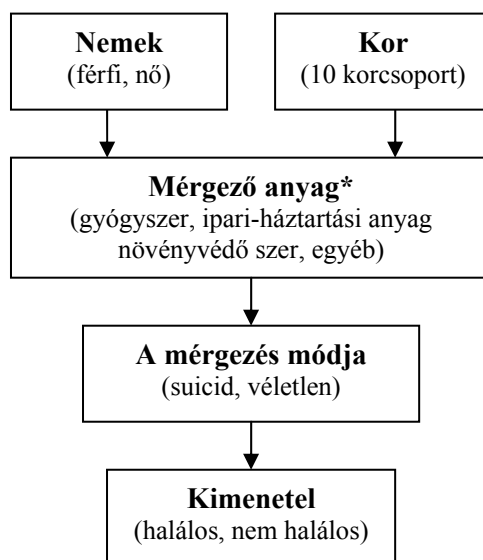 Nemek
(férfi, nő)
Kor
(10 korcsoport)
Mérgező anyag*
(gyógyszer, ipari-háztartási anyag
növényvédő szer, egyéb)
A mérgezés módja
(suicid, véletlen)
Kimenetel
(halálos, nem halálos)